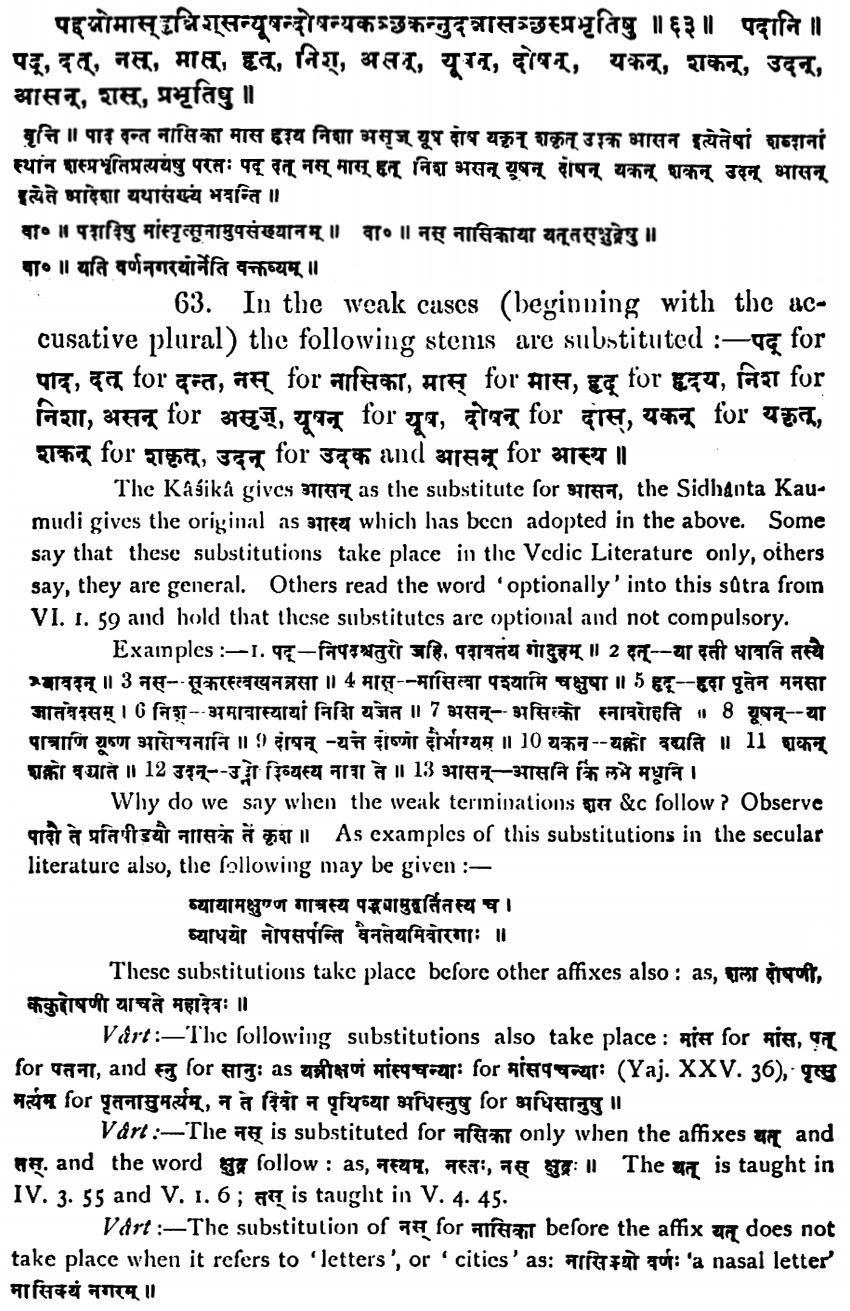 पद्दन्नोमास्हृन्निश्सन्यूषन्दोषन्यकञ्छकन्नुदन्नासञ्छस्प्रभृतिषु ॥६३॥ पदानि ॥
पद्, दत्, नस्, मास्, हृत्, निश्, असन्, यूषन्, दोषन्, यकन्, शकन्, उदन्,
आसन्, शस्, प्रभृतिषु ॥
वृत्ति ॥ पाद दन्त नासिका मास हृदय निशा असृज् यूष दोष यकृत् शकृत् उदक आसन इत्येतेषां शब्दानां
स्थान शस्प्रभृतिप्रत्ययेषु परतः पद् दत् नस् मास् हृत् निश असन् यूषन् दोषन् यकन् शकन् उदन् आसन्
इत्येते आदेशा यथासंख्यं भवन्ति ॥
वा० ॥ पदादिषु मांस्पृत्स्नूनामुपसंख्यानम् ॥ वा० ॥ नस् नासिकाया यत्तस्क्षुद्रेषु ॥
वा० ॥ यति वर्णनगरयोर्नेति वक्तव्यम् ॥
63. In the weak cases (beginning with the ac-
cusative plural) the following stems are substituted :—पद् for
पाद, दत् for दन्त, नस् for नासिका, मास् for मास, हृद् for हृदय, निश for
निशा, असन् for असृज्, यूषन् for यूष, दोषन् for दोस्, यकन् for यकृत्,
शकन् for शकृत्, उदन् for उदक and आसन् for आस्य ॥
The Kâśikâ gives आसन् as the substitute for आसन, the Sidhânta Kau-
mudi gives the original as आस्य which has been adopted in the above. Some
say that these substitutions take place in the Vedic Literature only, others
say, they are general. Others read the word 'optionally' into this sûtra from
VI. 1. 59 and hold that these substitutes are optional and not compulsory.
Examples :—1. पद्—निपदश्चतुरो जहि, पदावर्तय गोदुहम् ॥ 2 दत्--या दतो धावति तस्यै
श्यावदन् ॥ 3 नस्--सूकरस्त्वखनन्नसा ॥ 4 मास्--मासित्वा पश्यामि चक्षुषा ॥ 5 हृद्--हृदा पूतेन मनसा
जातवेदसम् । 6 निश्--अमावास्यायां निशि यजेत ॥ 7 असन्--असिक्तो स्नावरोहति ॥ 8 यूषन्--या
पात्राणि यूष्ण आसेचनानि ॥ 9 दोषन् -यत्ते दोष्णो दौर्भाग्यम् ॥ 10 यकन--यक्नो वद्यति ॥ 11 शकन्
शक्नो वद्यति ॥ 12 उदन्--उद्नो दिव्यस्य नावा ते ॥ 13 आसन्—आसनि किं लभे मधूनि ।
Why do we say when the weak terminations शस &c follow ? Observe
पादौ ते प्रतिपीडयौ नासिके ते कृश ॥ As examples of this substitutions in the secular
literature also, the following may be given :—
व्यायामक्षुण्ण गात्रस्य पद्भ्यामुद्वर्तितस्य च ।
व्याधयो नोपसर्पन्ति वैनतेयमिवोरगाः ॥
These substitutions take place before other affixes also : as, शला दोषणी,
ककुद्दोषणी याचते महादेवः ॥
Vârt :—The following substitutions also take place : मांस for मांस, पृत्
for पृतना, and स्नु for सानुः as यन्नीक्षणं मांस्पचन्याः for मांसपचन्याः (Yaj. XXV. 36), पृत्सु
मर्त्यम् for पृतनासुमर्त्यम्, न ते दिवो न पृथिव्या अधिस्नुषु for अधिसानुषु ॥
Vârt :—The नस् is substituted for नसिका only when the affixes यत् and
तस्. and the word क्षुद्र follow : as, नस्यम्, नस्तः, नस् क्षुद्रः ॥ The यत् is taught in
IV. 3. 55 and V. 1. 6 ; तस् is taught in V. 4. 45.
Vârt :—The substitution of नस् for नासिका before the affix यत् does not
take place when it refers to 'letters', or ' cities' as: नासिक्यो वर्णः 'a nasal letter'
नासिक्यं नगरम् ॥